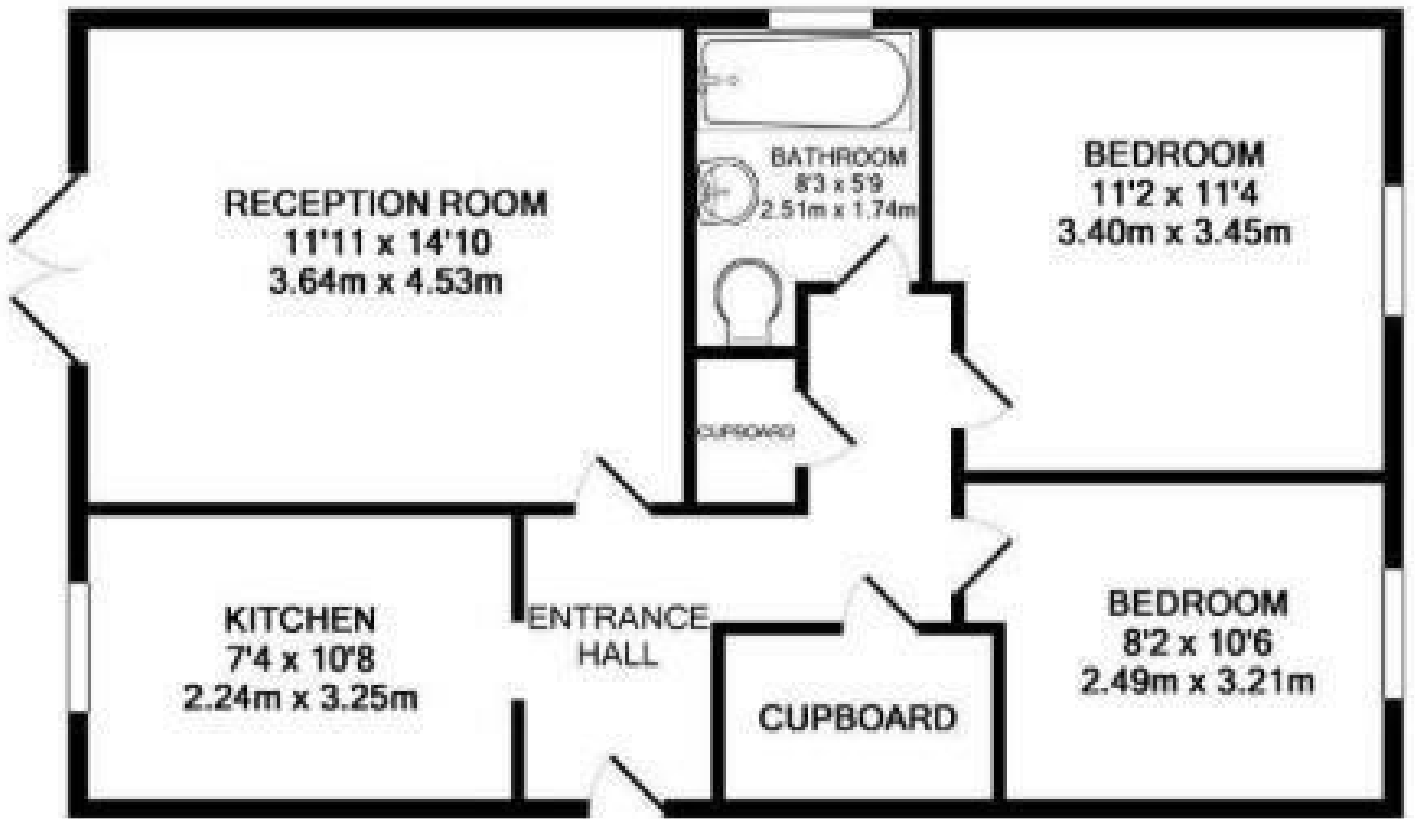 RECEPTION ROOM
11'11 x 14'10
3.64m x 4.53m
BATHROOM
8'3 x 5'9
2.51m x 1.74m
BEDROOM
11'2 x 11'4
3.40m x 3.45m
CUPBOARD
KITCHEN
7'4 x 10'8
2.24m x 3.25m
ENTRANCE
HALL
CUPBOARD
BEDROOM
8'2 x 10'6
2.49m x 3.21m